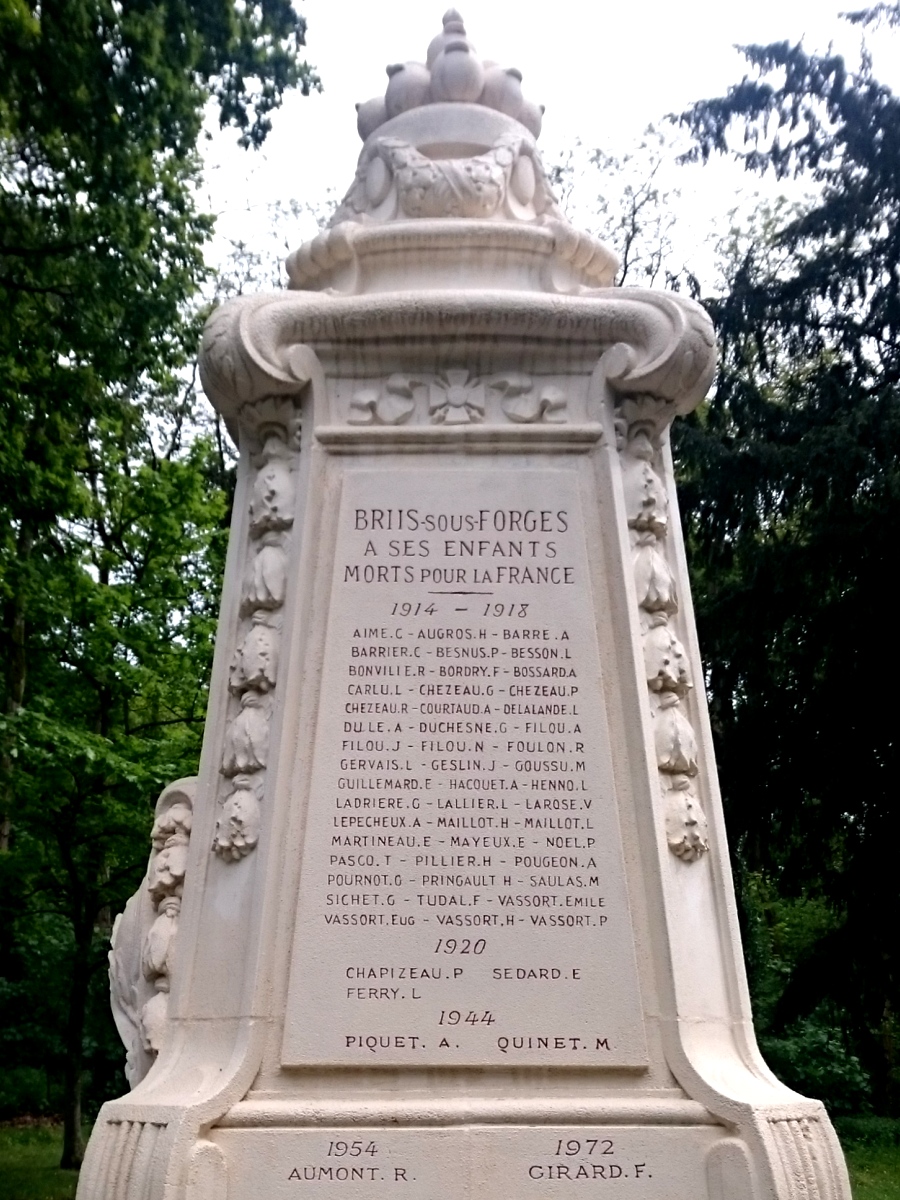 BRIIS-SOUS-FORGES
A SES ENFANTS
MORTS POUR LA FRANCE
1914 - 1918
AIME.C - AUGROS.H - BARRE.A
BARRIER.C - BESNUS.P - BESSON.L
BONVILIE.R - BORDRY.F - BOSSARD.A
CARLU.L - CHEZEAU.G - CHEZEAU.P
CHEZEAU.R - COURTAUD.A - DELALANDE.L
DULLE.A - DUCHESNE.G - FILOU.A
FILOU.J - FILOU.N - FOULON.R
GERVAIS.L - GESLIN.J - GOUSSU.M
GUILLEMARD.E - HACQUET.A - HENNO.L
LADRIERE.G - LALLIER.L - LAROSE.V
LEPECHEUX.A - MAILLOT.H - MAILLOT.L
MARTINEAU.E - MAYEUX.E - NOEL.P
PASCO.T - PILLIER.H - POUGEON.A
POURNOT.G - PRINGAULT H - SAULAS.M
SICHET.G - TUDAL.F - VASSORT.EMILE
VASSORT.EUG - VASSORT.H - VASSORT.P
1920
CHAPIZEAU.P SEDARD.E
FERRY.L
1944
PIQUET. A. QUINET. M.
1954 1972
AUMONT. R. GIRARD. F.